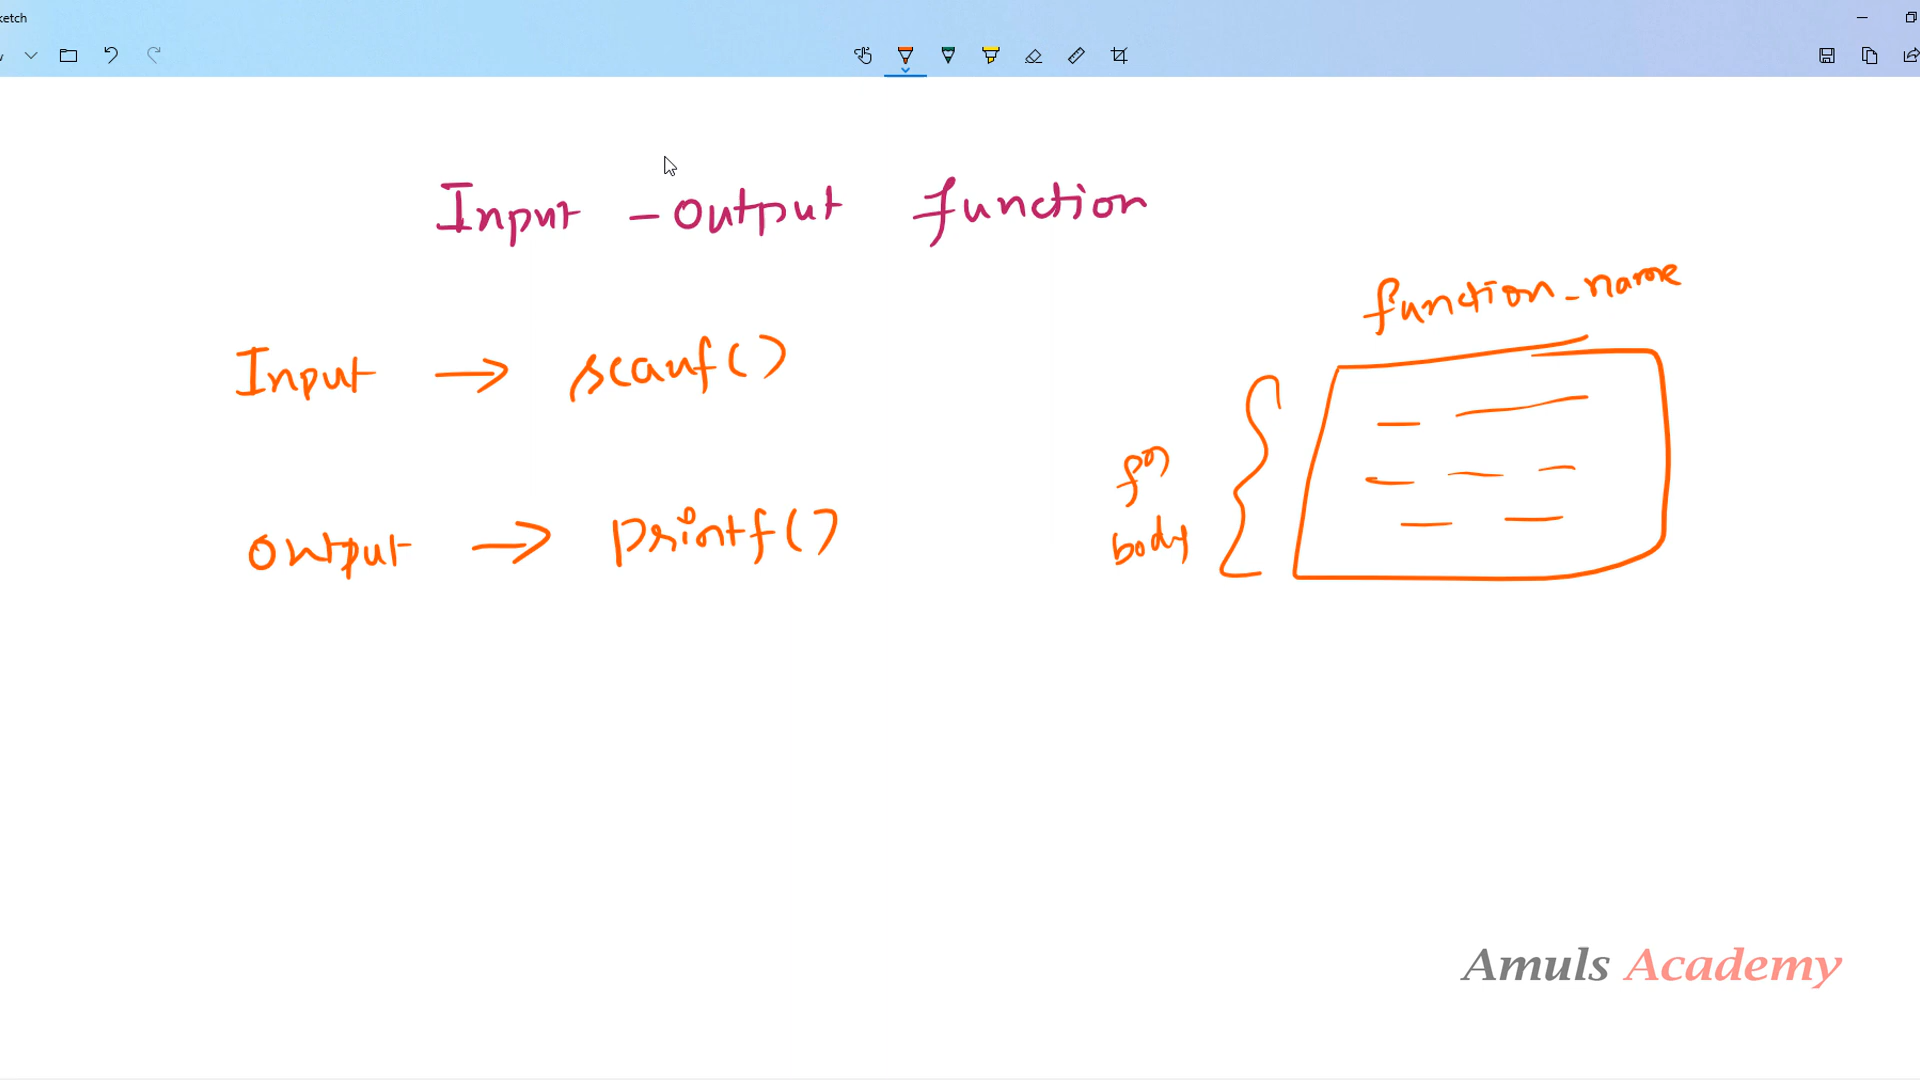 ketch
Input - Output function
function_name
Input → scanf()
fn
body
Output → printf()
Amuls Academy